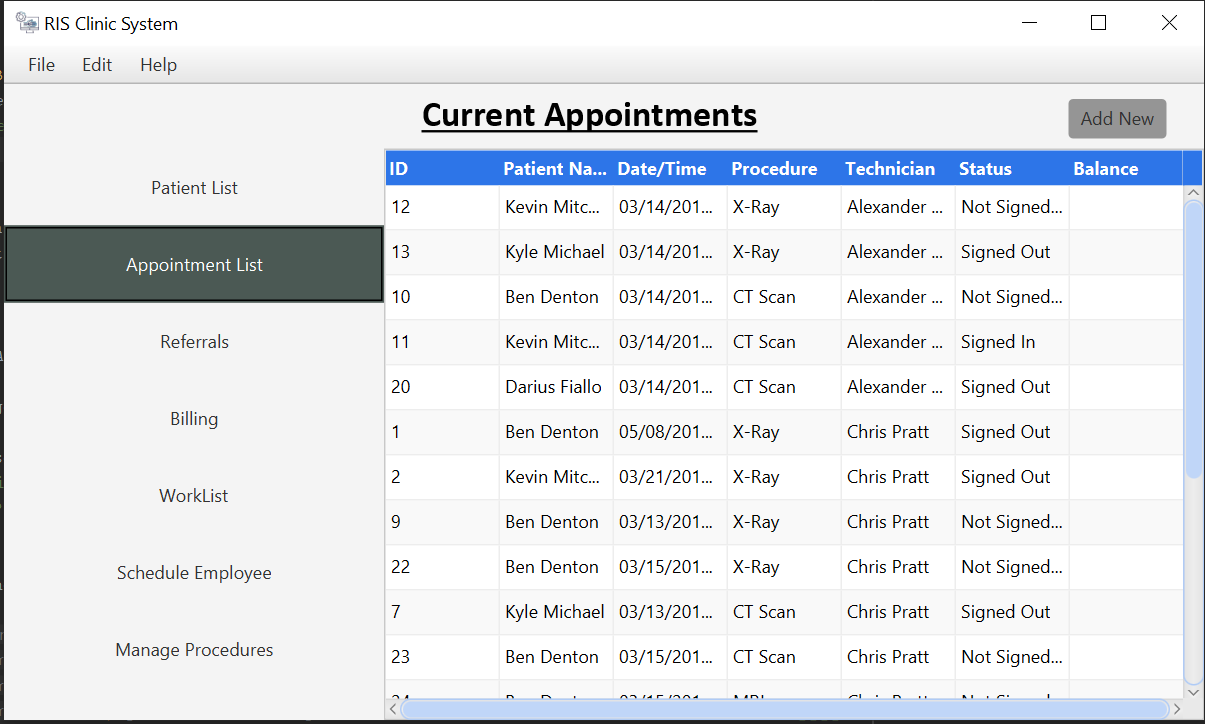 RIS Clinic System
File Edit Help
Current Appointments
Add New
Patient List
Appointment List
Referrals
Billing
WorkList
Schedule Employee
Manage Procedures
ID Patient Na... Date/Time Procedure Technician Status Balance
12 Kevin Mitc... 03/14/201... X-Ray Alexander ... Not Signed...
13 Kyle Michael 03/14/201... X-Ray Alexander ... Signed Out
10 Ben Denton 03/14/201... CT Scan Alexander ... Not Signed...
11 Kevin Mitc... 03/14/201... CT Scan Alexander ... Signed In
20 Darius Fiallo 03/14/201... CT Scan Alexander ... Signed Out
1 Ben Denton 05/08/201... X-Ray Chris Pratt Signed Out
2 Kevin Mitc... 03/21/201... X-Ray Chris Pratt Signed Out
9 Ben Denton 03/13/201... X-Ray Chris Pratt Not Signed...
22 Ben Denton 03/15/201... X-Ray Chris Pratt Not Signed...
7 Kyle Michael 03/13/201... CT Scan Chris Pratt Signed Out
23 Ben Denton 03/15/201... CT Scan Chris Pratt Not Signed...